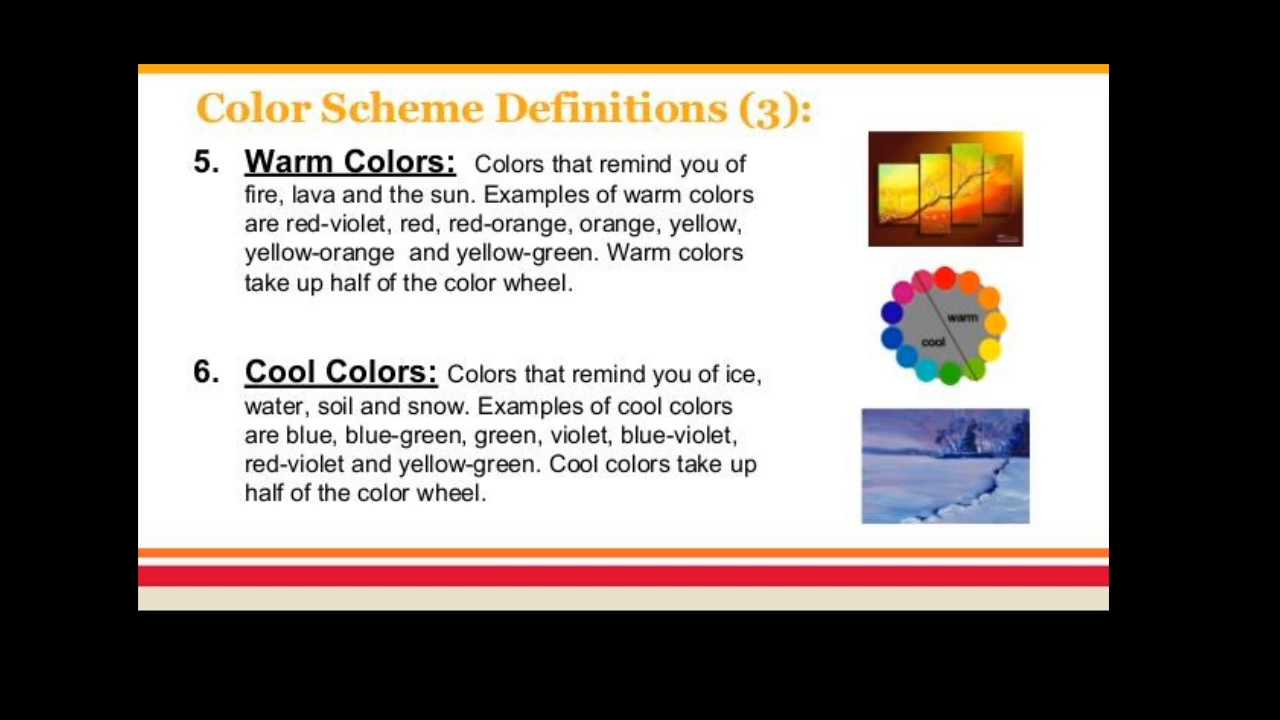 Color Scheme Definitions (3):
5. Warm Colors: Colors that remind you of
fire, lava and the sun. Examples of warm colors
are red-violet, red, red-orange, orange, yellow,
yellow-orange and yellow-green. Warm colors
take up half of the color wheel.
warm
cool
6. Cool Colors: Colors that remind you of ice,
water, soil and snow. Examples of cool colors
are blue, blue-green, green, violet, blue-violet,
red-violet and yellow-green. Cool colors take up
half of the color wheel.